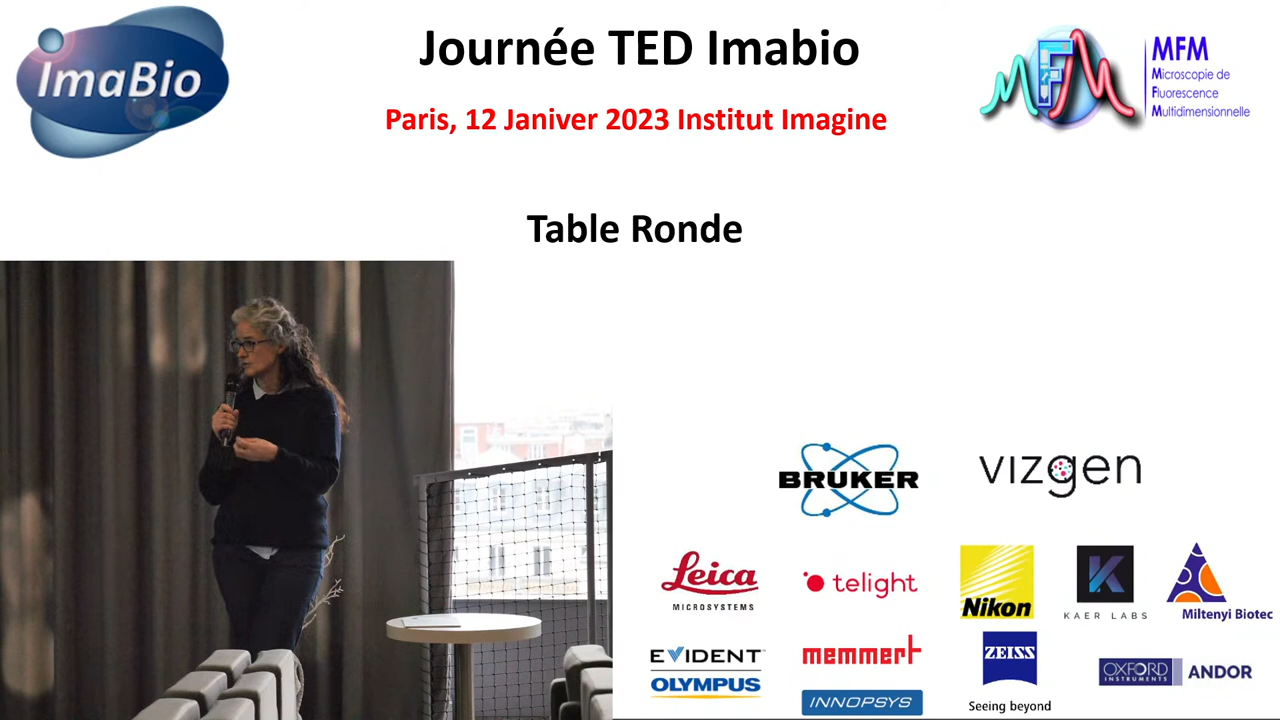 ImaBio
Journée TED Imabio
Paris, 12 Janiver 2023 Institut Imagine
MFM
Microscopie de
Fluorescence
Multidimensionnelle
Table Ronde
BRUKER
vizgen
Leica
MICROSYSTEMS
telight
Nikon
KAER LABS
Miltenyi Biotec
EVIDENT
OLYMPUS
memmert
INNOPSYS
ZEISS
Seeing beyond
OXFORD
INSTRUMENTS
ANDOR